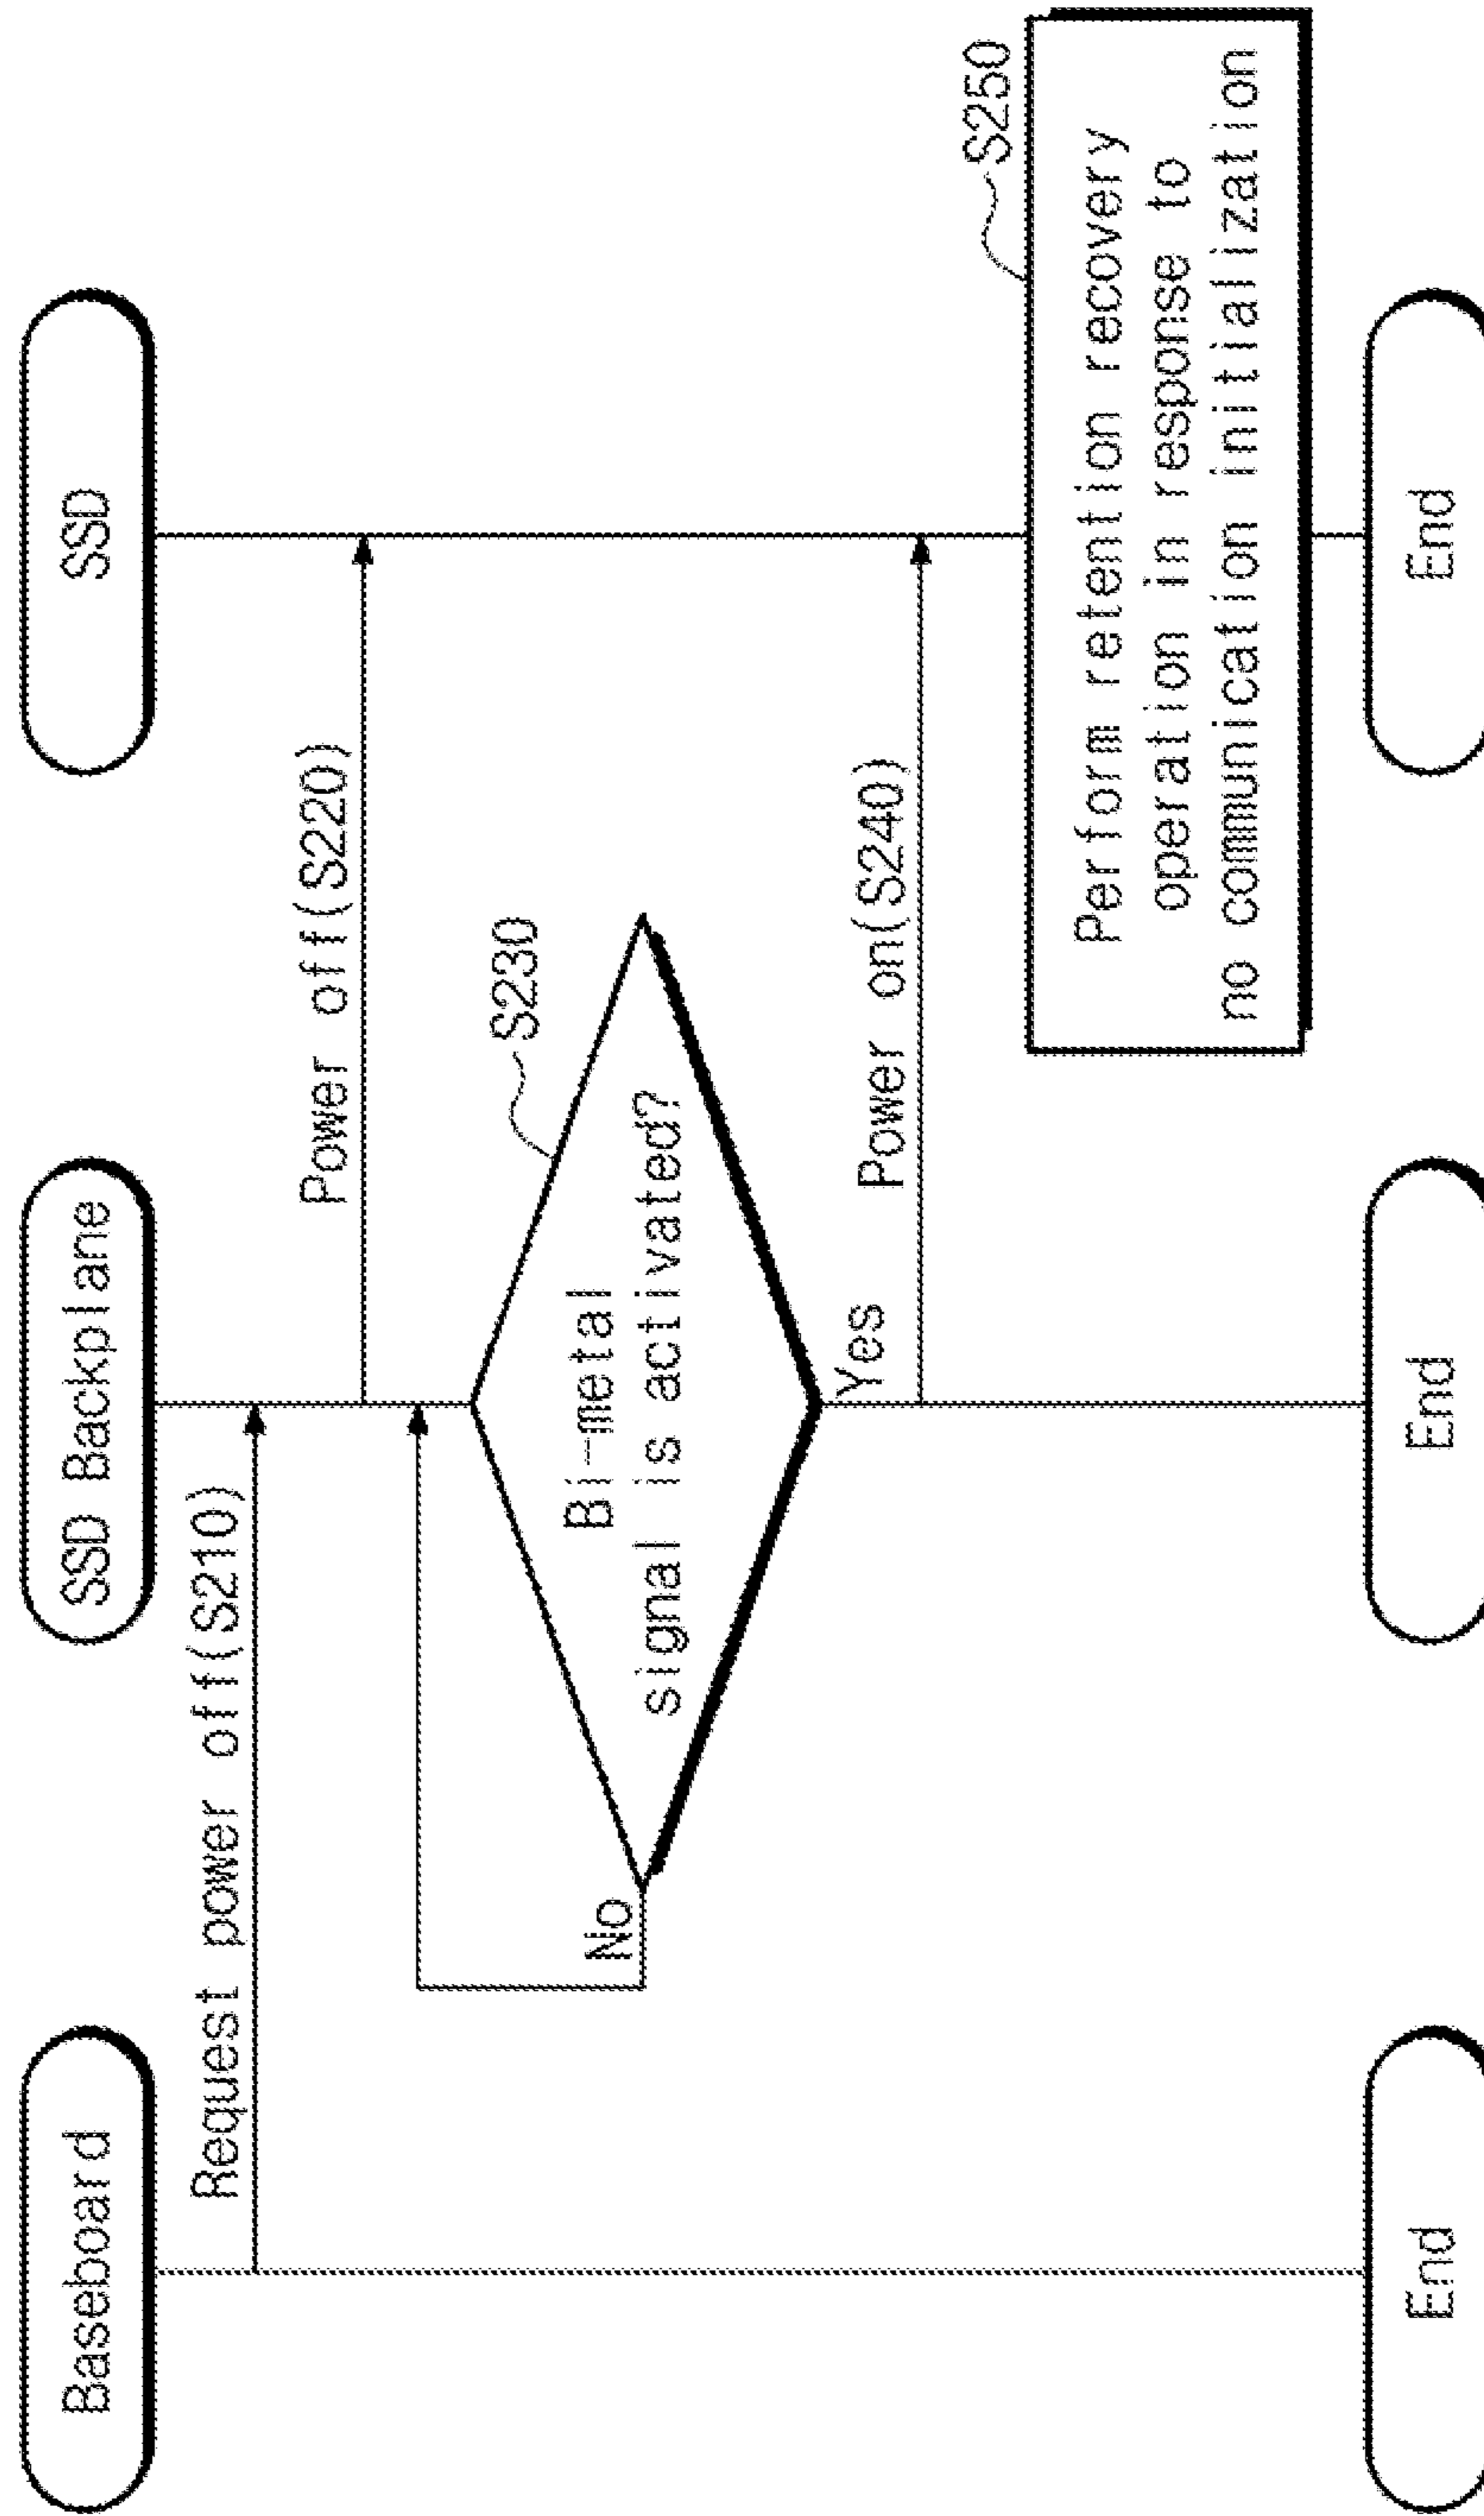 Baseboard
SSD Backplane
SSD
Request power off(S210)
Power off(S220)
S230
Bi-metal
signal is activated?
No
Yes
Power on(S240)
S250
Perform retention recovery
operation in response to
no communication initialization
End
End
End